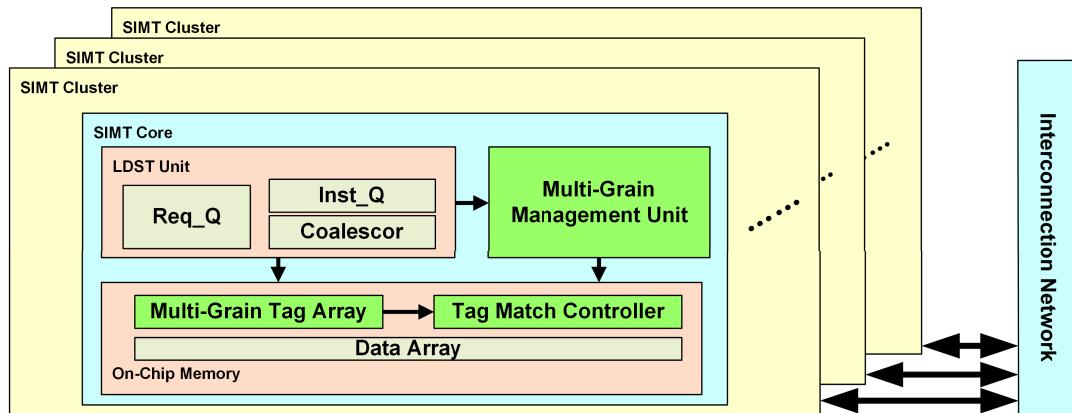 SIMT Cluster
SIMT Cluster
SIMT Cluster
SIMT Core
LDST Unit
Req_Q
Inst_Q
Coalescor
Multi-Grain
Management Unit
Multi-Grain Tag Array
Tag Match Controller
Data Array
On-Chip Memory
Interconnection Network